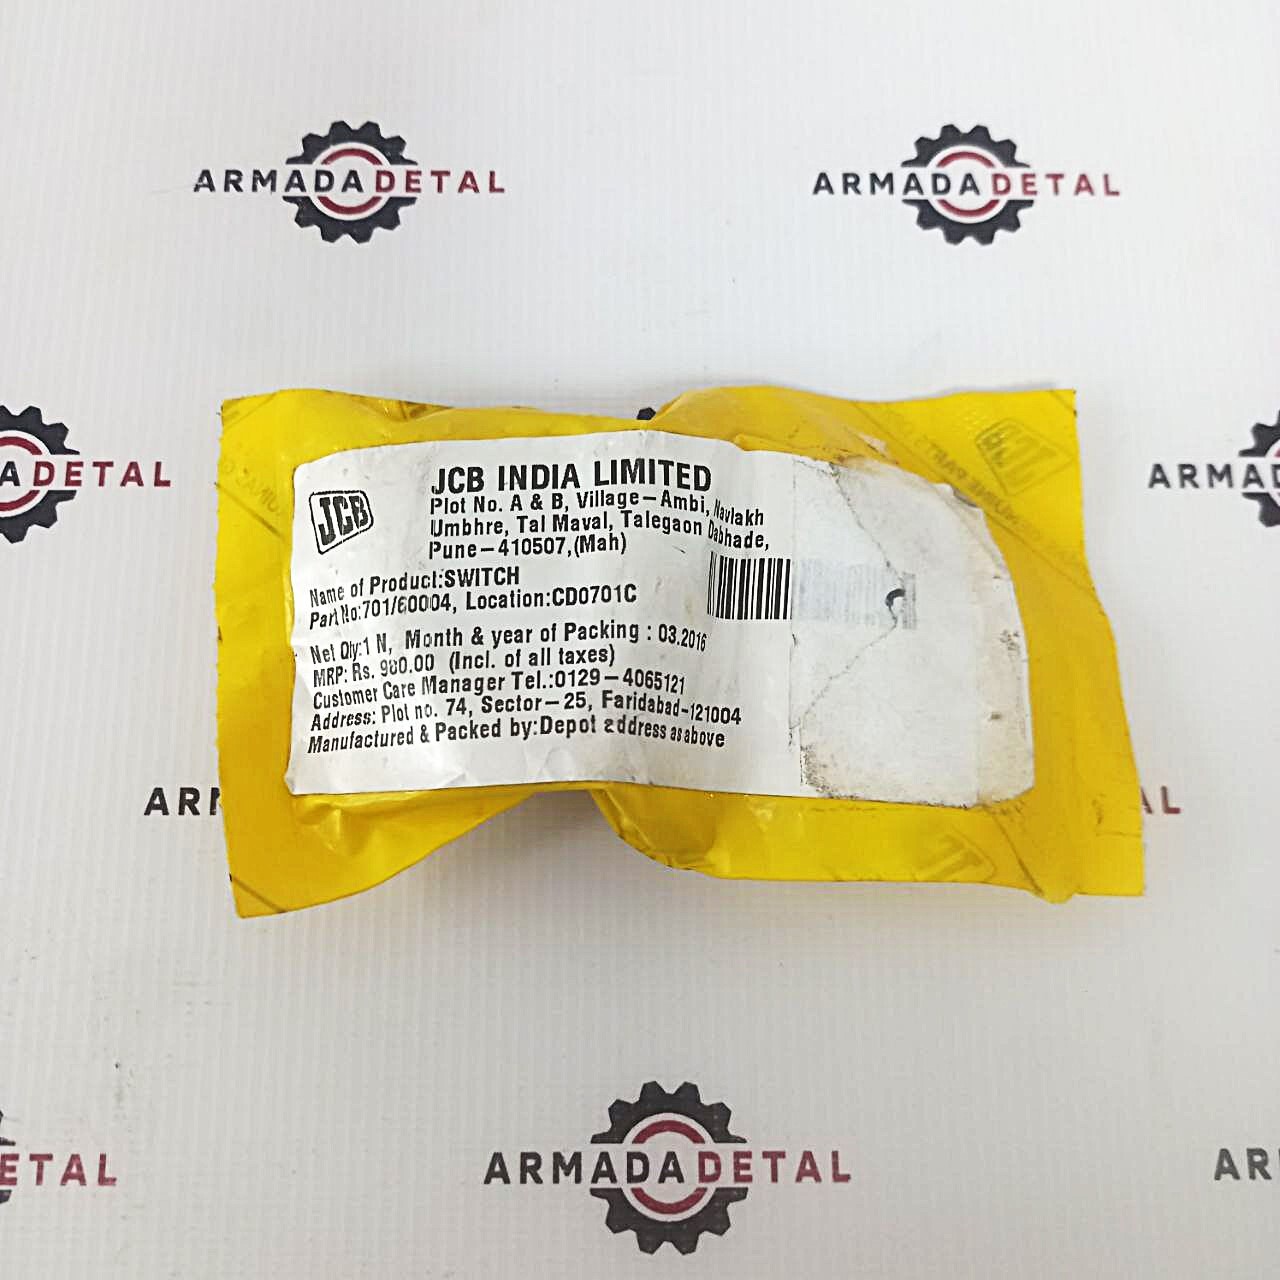 ARMADADETAL
ARMADADETAL
ADETAL
ARMADA
JCB
JCB INDIA LIMITED
Plot No. A & B, Village-Ambi, Navlakh
Umbhre, Tal Maval, Talegaon Dabhade,
Pune-410507,(Mah)
Name of Product:SWITCH
Part No:701/60004, Location:CD0701C
Net Qty:1 N, Month & year of Packing : 03.2016
MRP: Rs. 980.00 (Incl. of all taxes)
Customer Care Manager Tel.:0129-4065121
Address: Plot no. 74, Sector-25, Faridabad-121004
Manufactured & Packed by:Depot address as above
AR
AL
ETAL
ARMADADETAL
AR